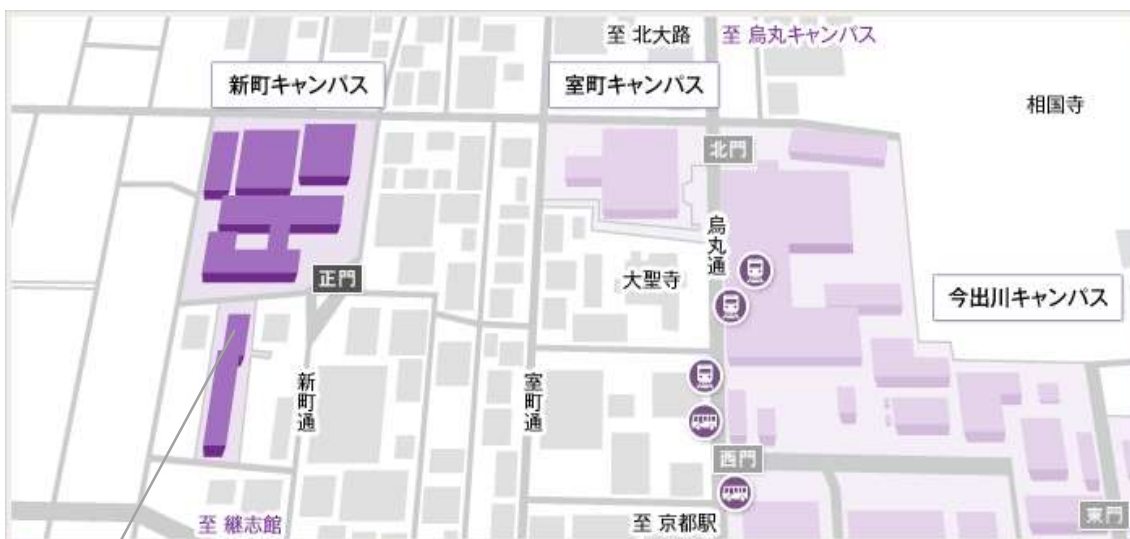 至 北大路
至 烏丸キャンパス
新町キャンパス
室町キャンパス
相国寺
北門
烏丸通
大聖寺
正門
今出川キャンパス
新町通
室町通
西門
至 継志館
至 京都駅
東門